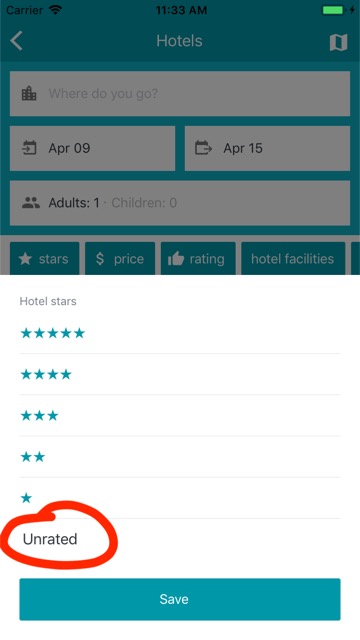 Carrier 11:33 AM
Hotels
Where do you go?
Apr 09 Apr 15
Adults: 1 · Children: 0
stars $ price rating hotel facilities
Hotel stars
★★★★★
★★★★
★★★
★★
★
Unrated
Save